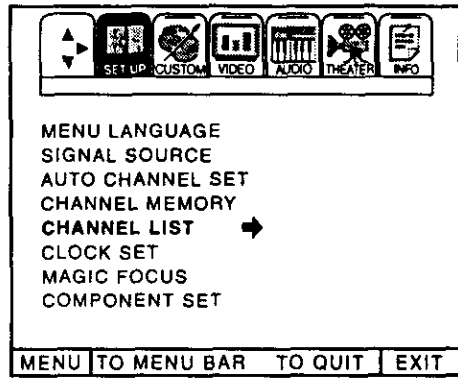 SET UP CUSTOM VIDEO AUDIO THEATER INFO
MENU LANGUAGE
SIGNAL SOURCE
AUTO CHANNEL SET
CHANNEL MEMORY
CHANNEL LIST
CLOCK SET
MAGIC FOCUS
COMPONENT SET
MENU TO MENU BAR TO QUIT EXIT